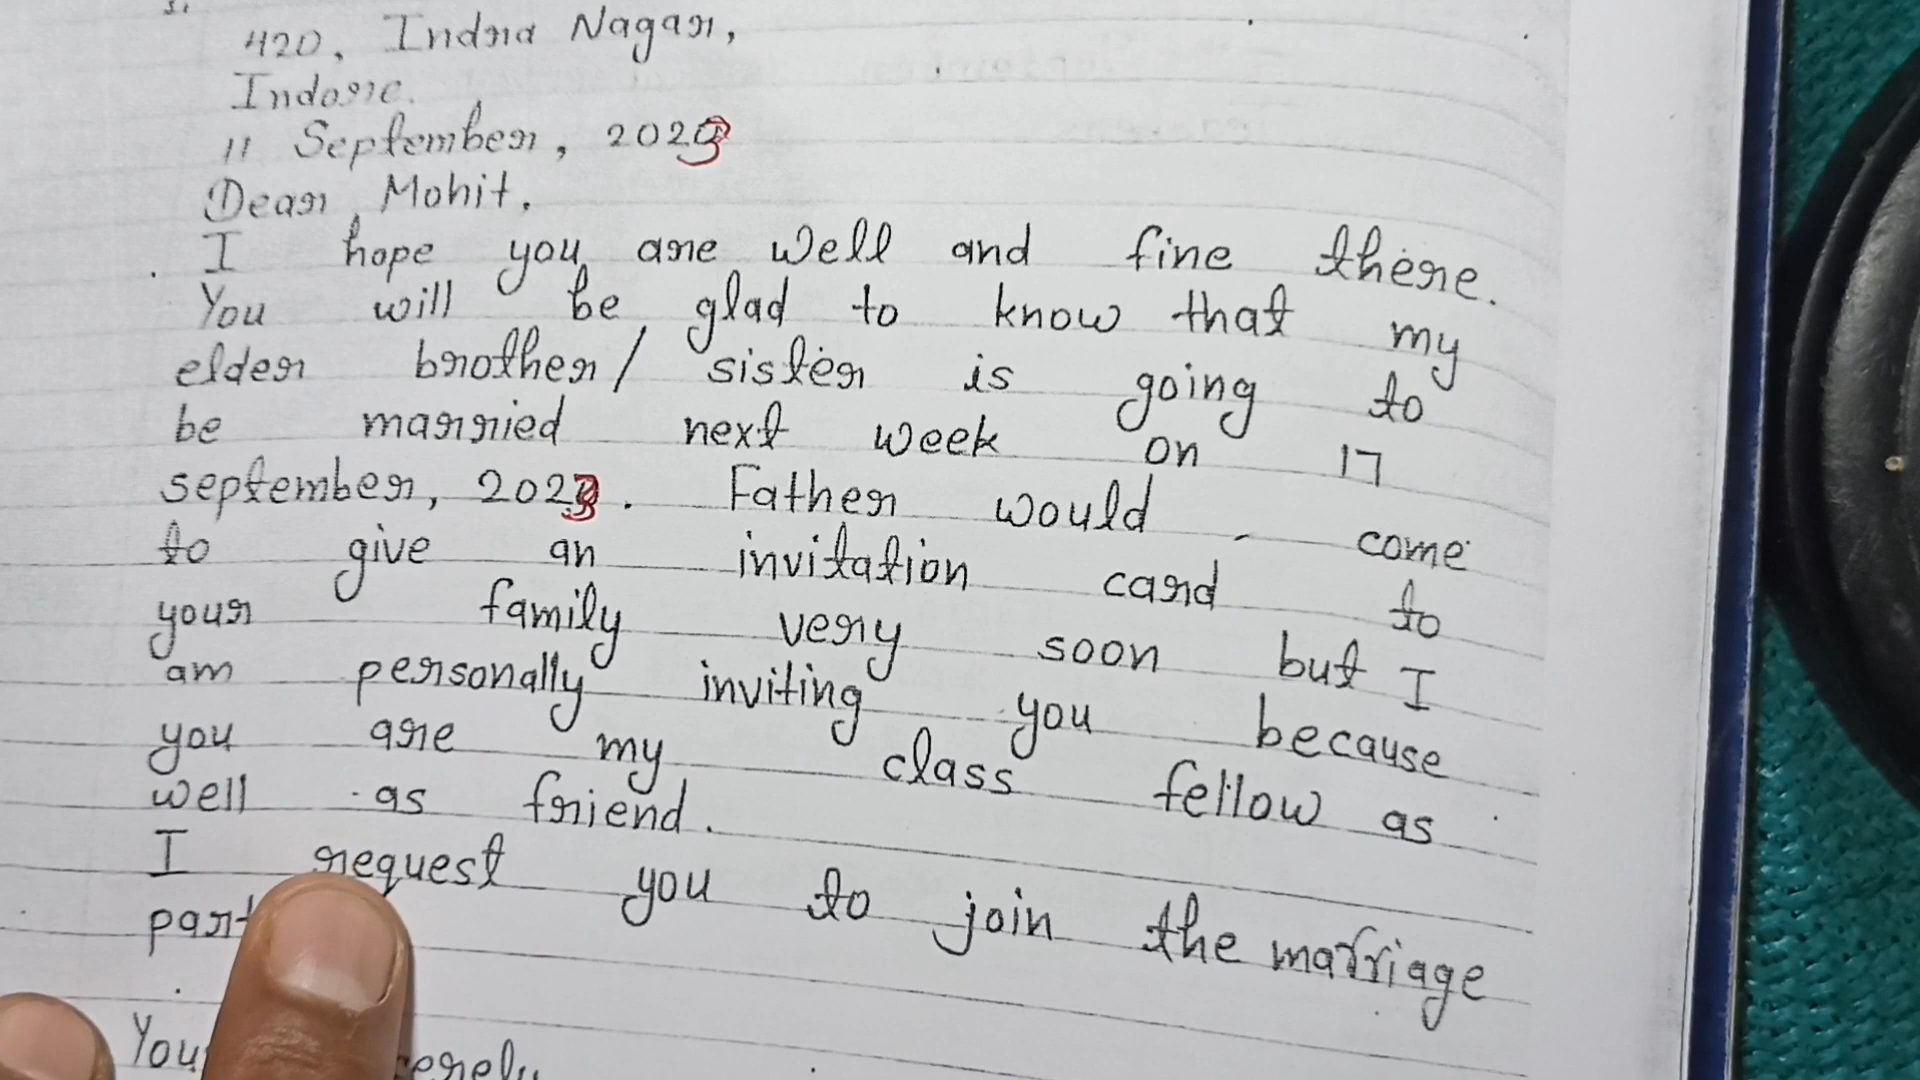 420, Indra Nagar,
Indore.
11 September, 2023
Dear, Mohit,
I hope you are well and fine there.
You will be glad to know that my
elder brother/ sister is going to
be married next week on 17
september, 2023. Father would come
to give an invitation card to
your family very soon but I
am personally inviting you because
you are my class fellow as
well as friend.
I request you to join the marriage